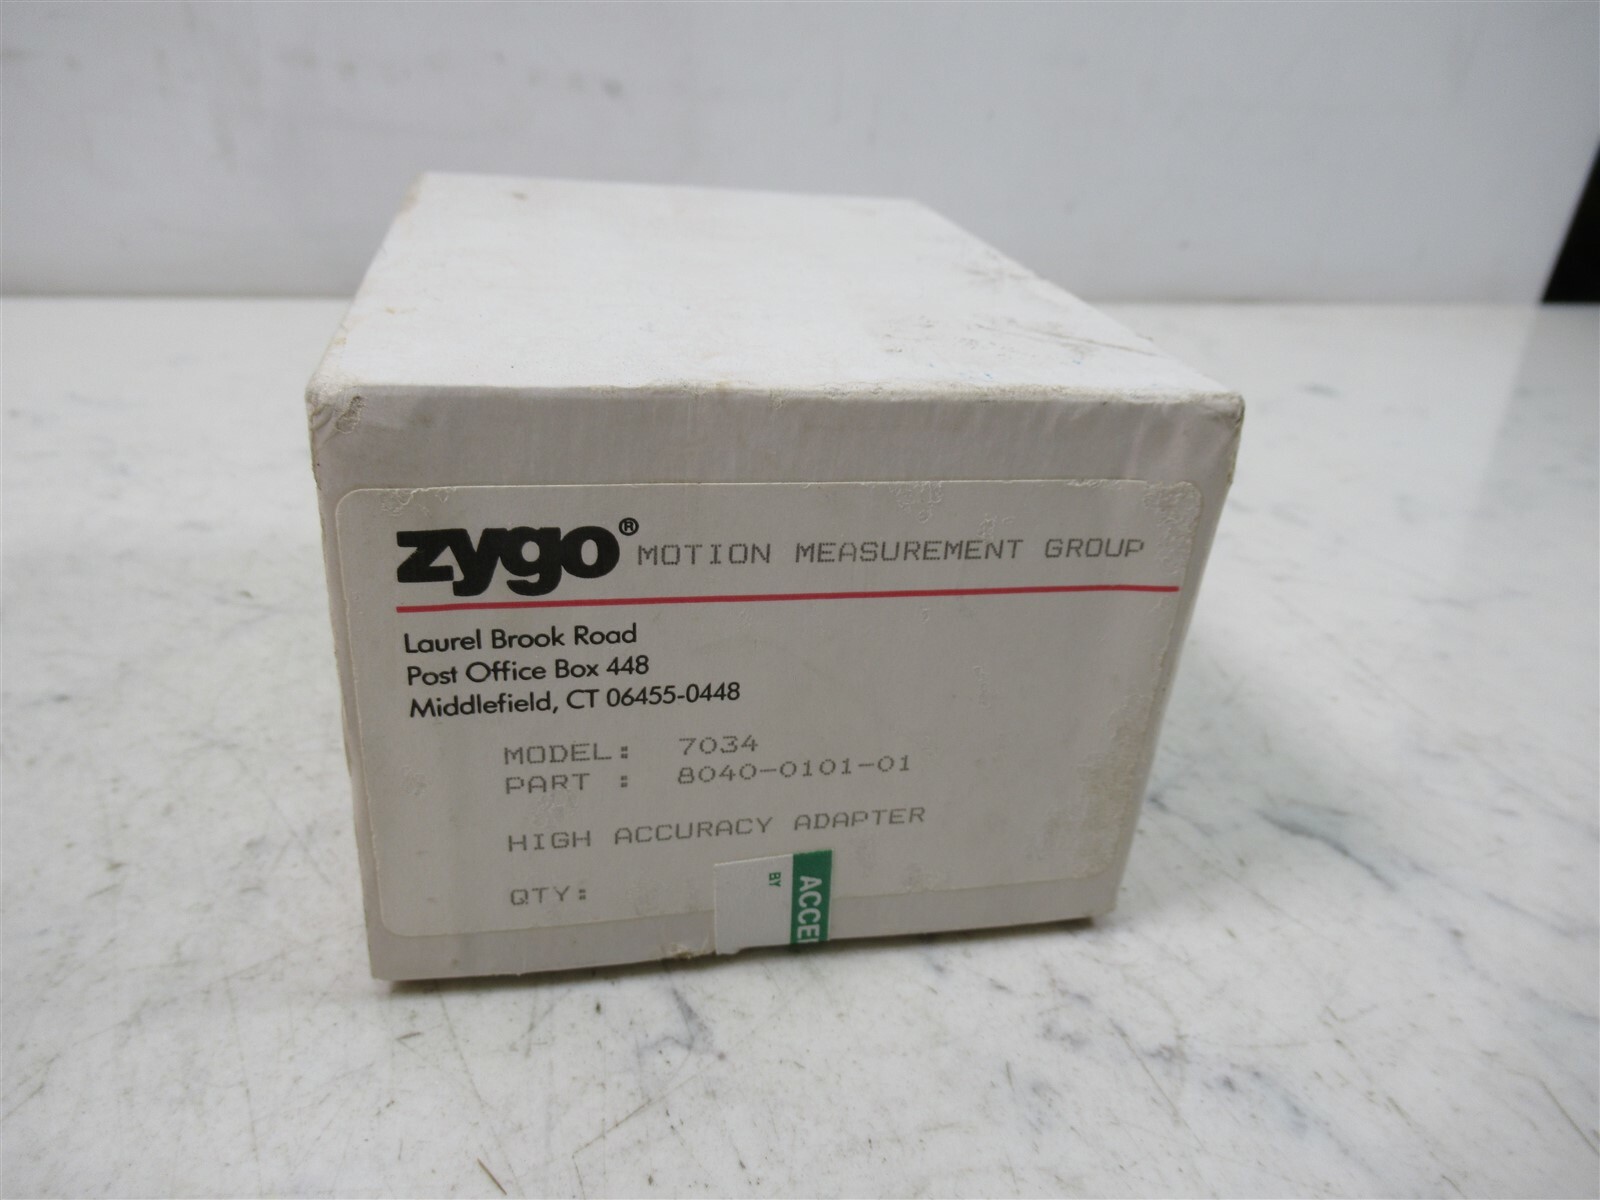 zygo® MOTION MEASUREMENT GROUP
Laurel Brook Road
Post Office Box 448
Middlefield, CT 06455-0448
MODEL: 7034
PART : 8040-0101-01
HIGH ACCURACY ADAPTER
QTY:
BY